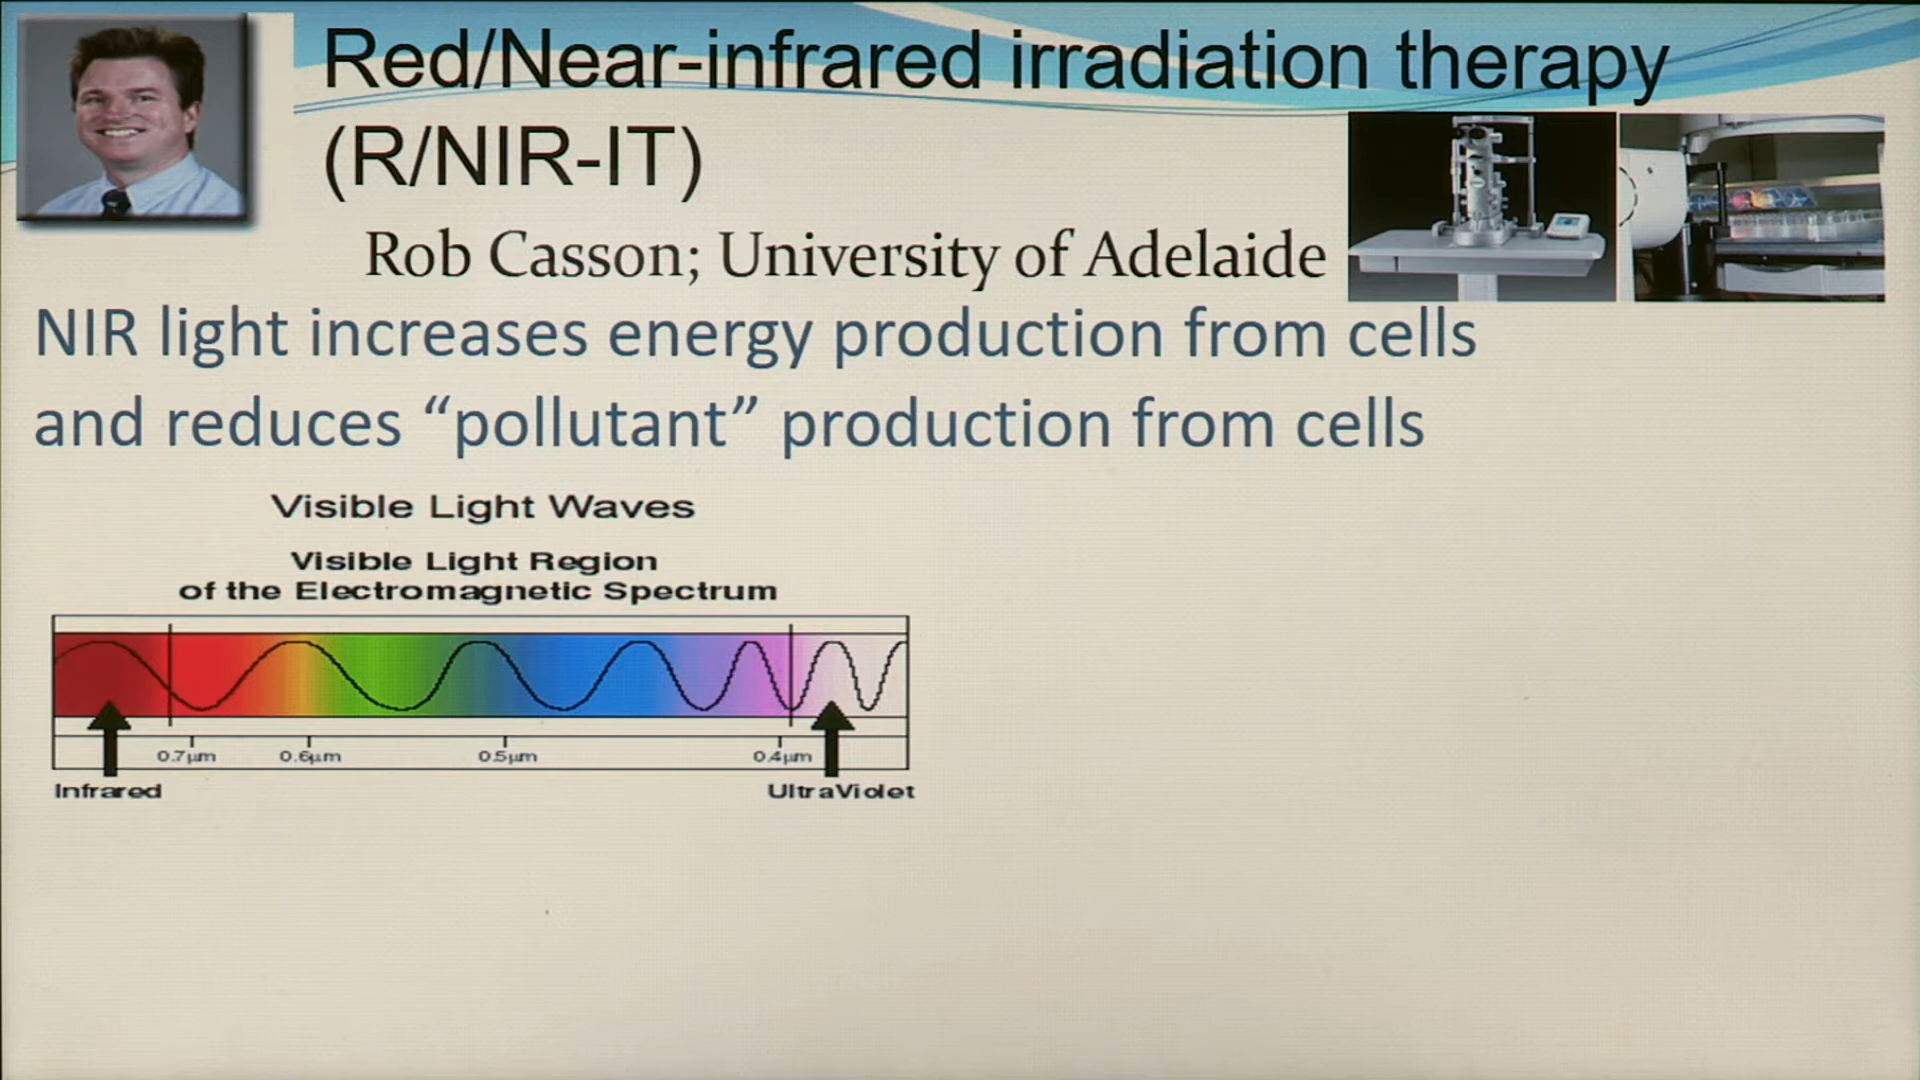 Red/Near-infrared irradiation therapy
(R/NIR-IT)
Rob Casson; University of Adelaide
NIR light increases energy production from cells
and reduces “pollutant” production from cells
Visible Light Waves
Visible Light Region
of the Electromagnetic Spectrum
0.7µm 0.6µm 0.5µm 0.4µm
Infrared UltraViolet